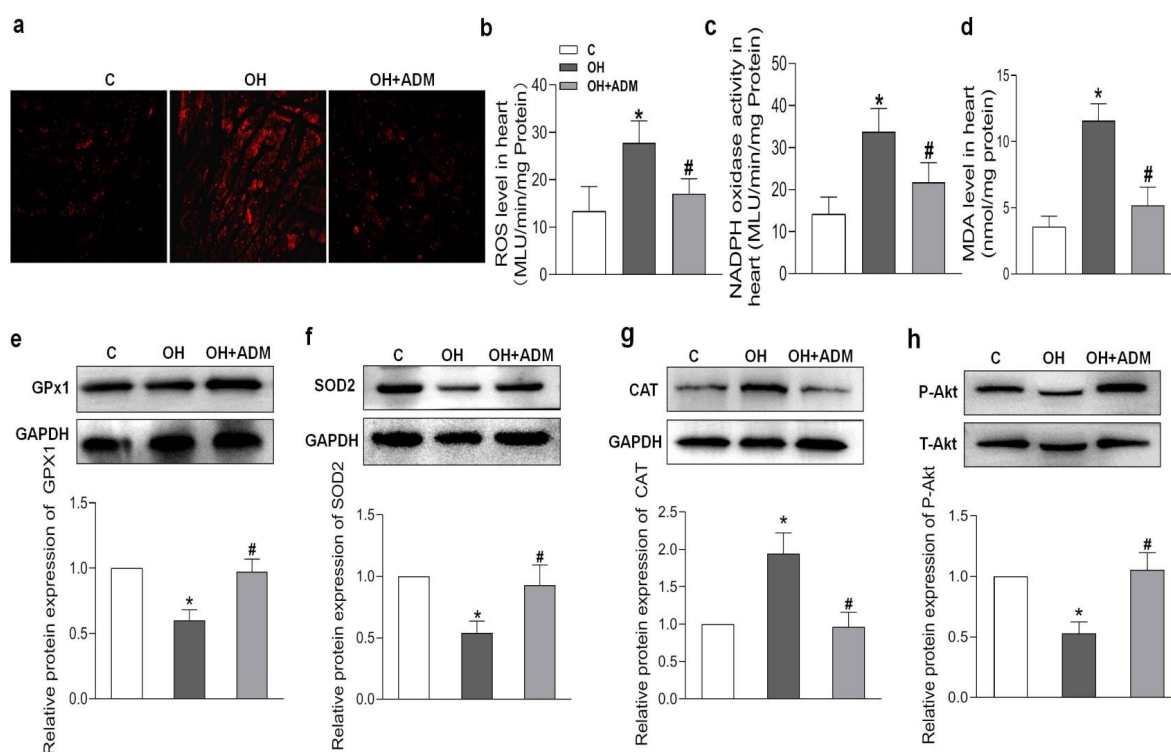 a
C OH OH+ADM
b
C
OH
OH+ADM
ROS level in heart
(MLU/min/mg Protein)
40
30
20
10
0
*
#
c
NADPH oxidase activity in
heart (MLU/min/mg Protein)
50
40
30
20
10
0
*
#
d
MDA level in heart
(nmol/mg protein)
15
10
5
0
*
#
e
C OH OH+ADM
GPx1
GAPDH
Relative protein expression of GPX1
1.5
1.0
0.5
0.0
*
#
f
C OH OH+ADM
SOD2
GAPDH
Relative protein expression of SOD2
1.5
1.0
0.5
0.0
*
#
g
C OH OH+ADM
CAT
GAPDH
Relative protein expression of CAT
2.5
2.0
1.5
1.0
0.5
0.0
*
#
h
C OH OH+ADM
P-Akt
T-Akt
Relative protein expression of P-Akt
1.5
1.0
0.5
0.0
*
#